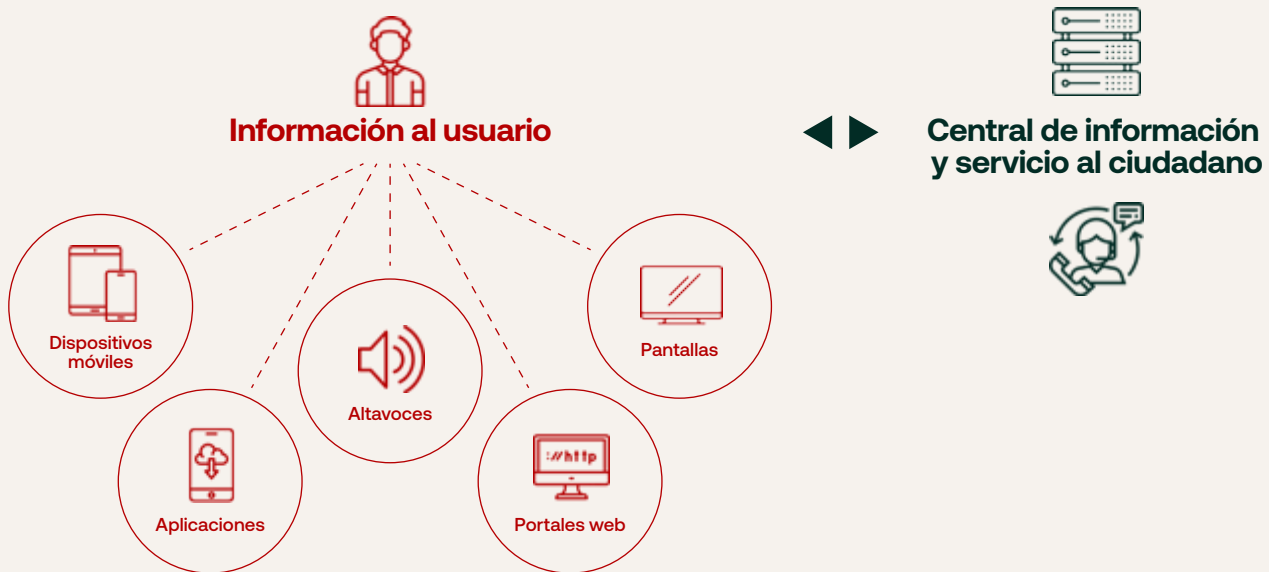 Información al usuario
Central de información
y servicio al ciudadano
Dispositivos
móviles
Aplicaciones
Altavoces
://http
Portales web
Pantallas